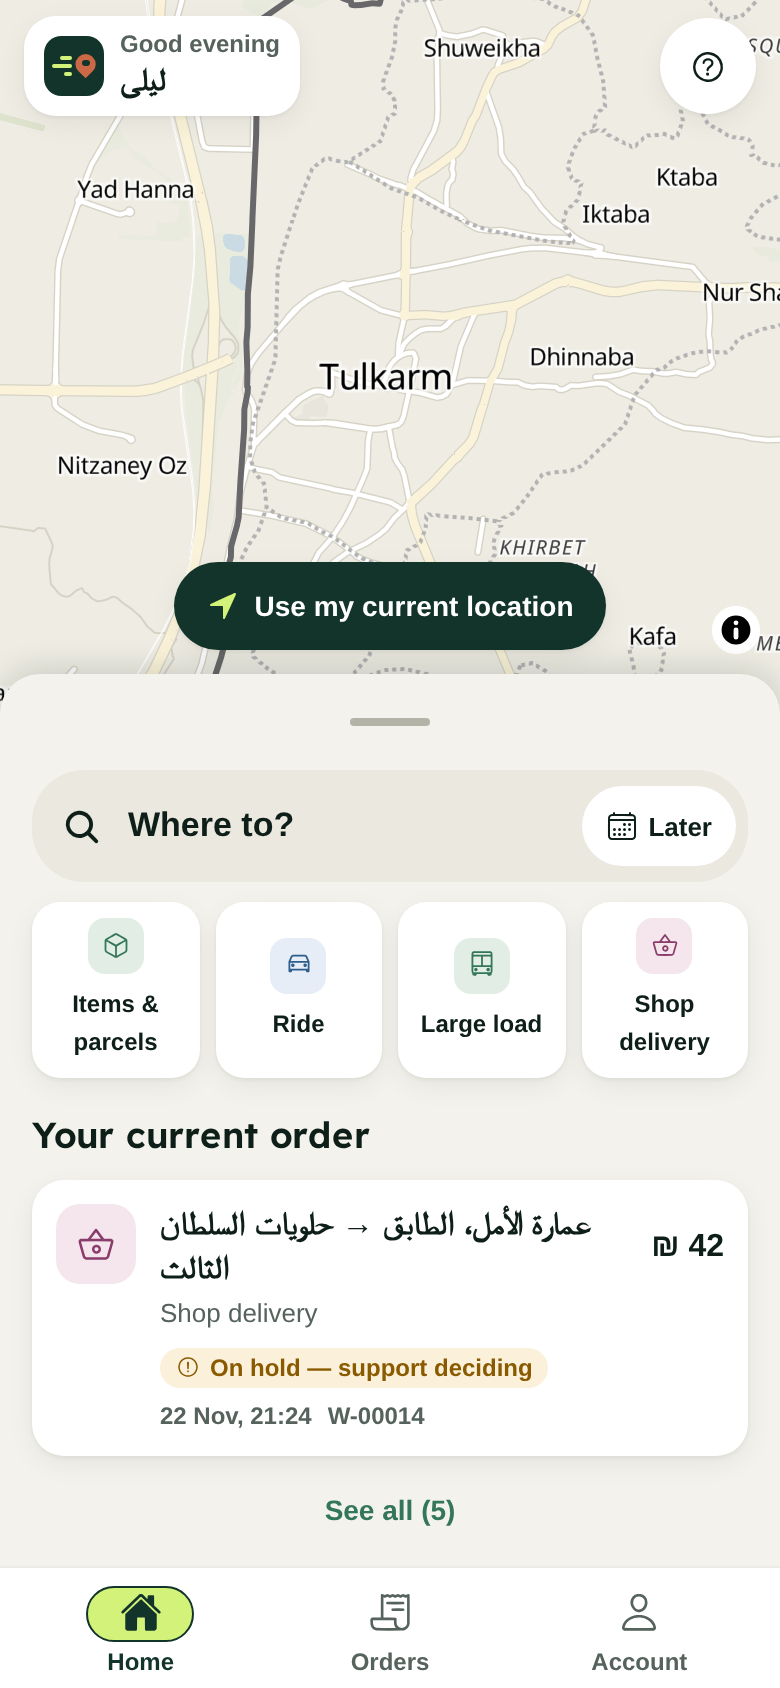 Good evening
ليلى
Shuweikha
Ktaba
Yad Hanna
Iktaba
Nur Sha
Dhinnaba
Tulkarm
Nitzaney Oz
KHIRBET
Use my current location
Kafa
Where to?
Later
Items & parcels
Ride
Large load
Shop delivery
Your current order
حلويات السلطان → عمارة الأمل، الطابق
الثالث
₪ 42
Shop delivery
On hold — support deciding
22 Nov, 21:24 W-00014
See all (5)
Home
Orders
Account